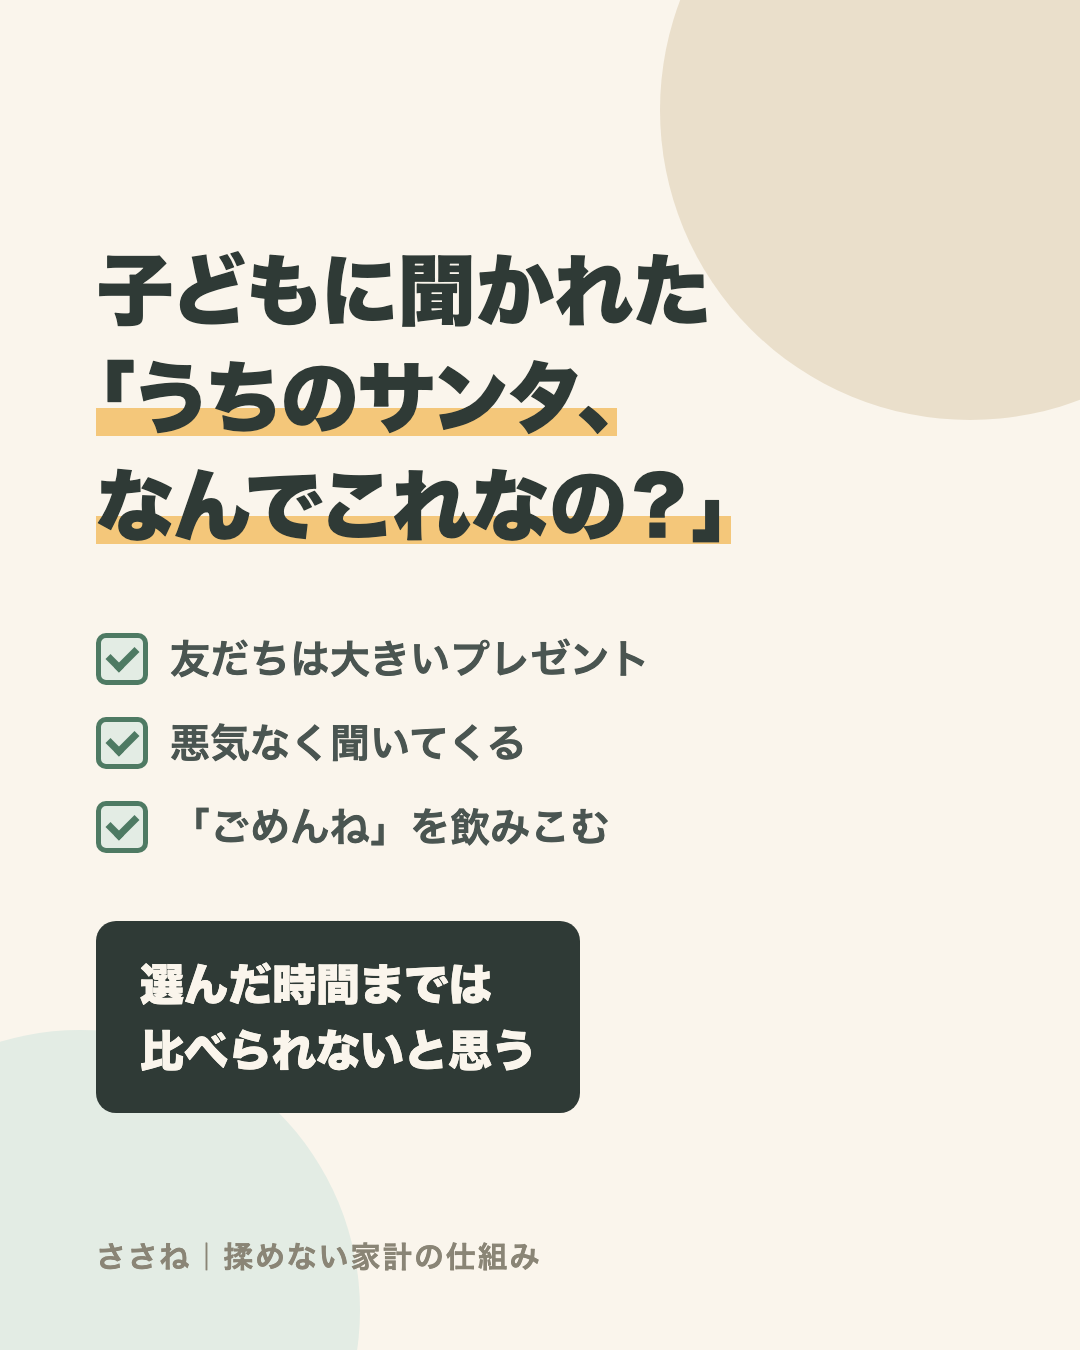 子どもに聞かれた
「うちのサンタ、
なんでこれなの？」
友だちは大きいプレゼント
悪気なく聞いてくる
「ごめんね」を飲みこむ
選んだ時間までは
比べられないと思う
ささね｜揉めない家計の仕組み